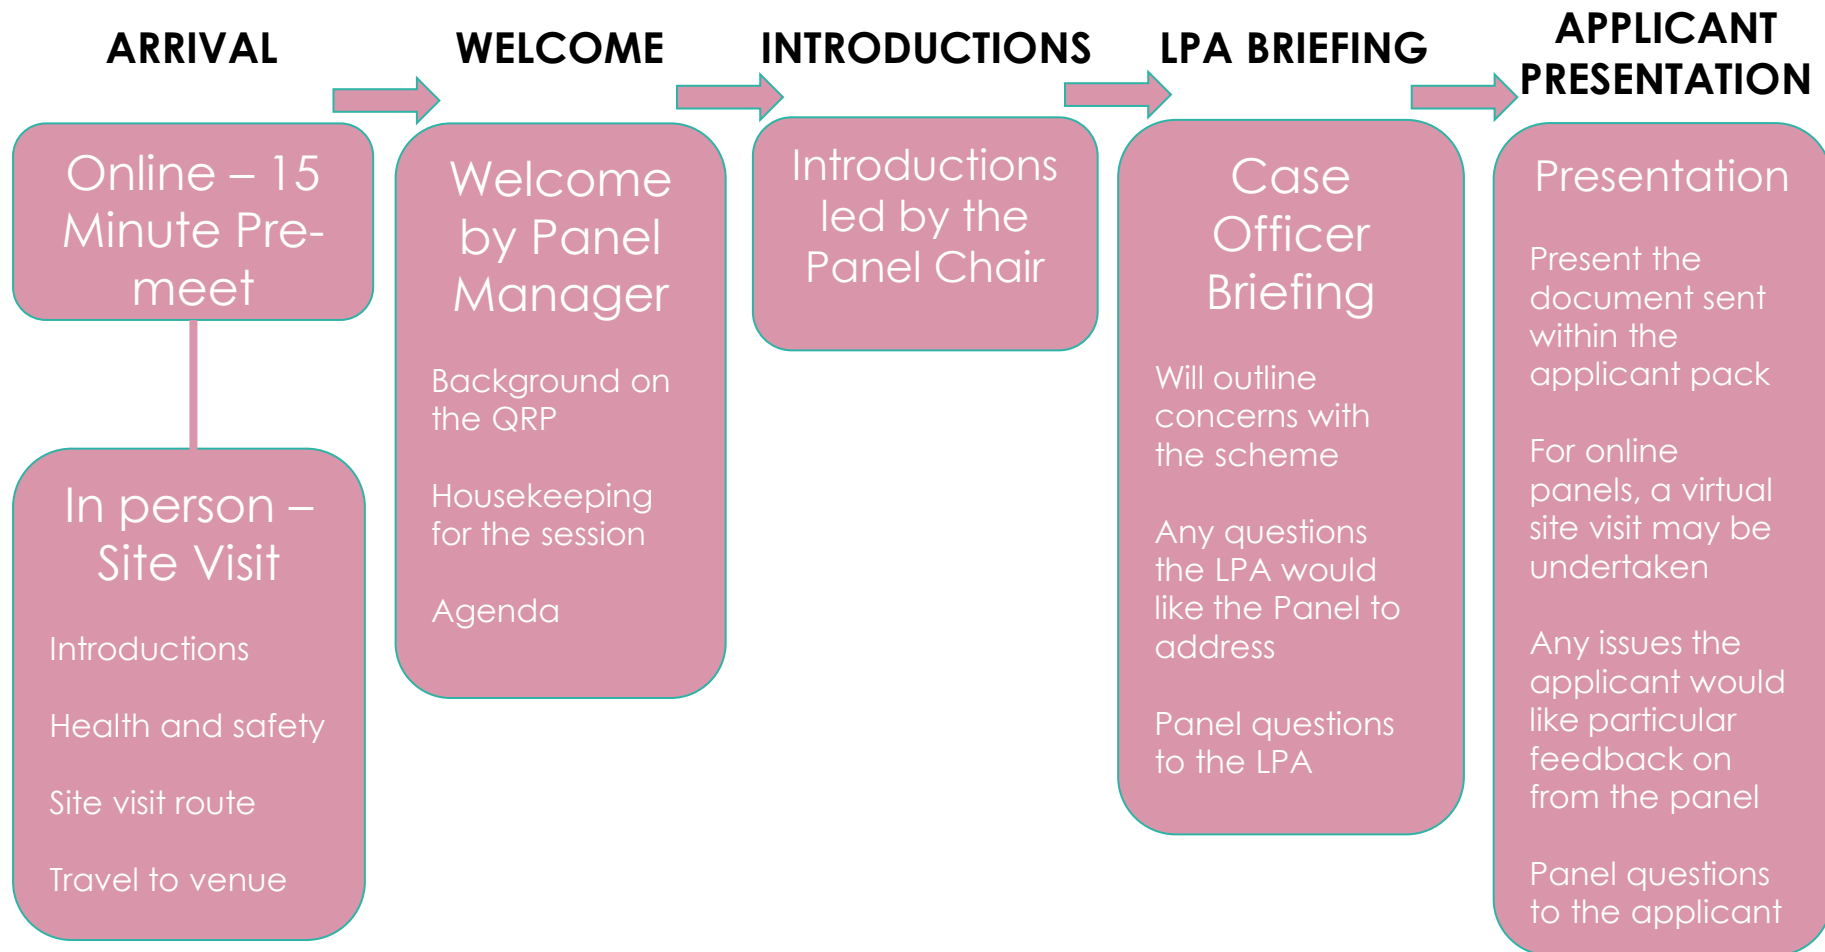 ARRIVAL
Online – 15
Minute Pre-
meet
In person –
Site Visit
Introductions
Health and safety
Site visit route
Travel to venue
WELCOME
Welcome
by Panel
Manager
Background on
the QRP
Housekeeping
for the session
Agenda
INTRODUCTIONS
Introductions
led by the
Panel Chair
LPA BRIEFING
Case
Officer
Briefing
Will outline
concerns with
the scheme
Any questions
the LPA would
like the Panel to
address
Panel questions
to the LPA
APPLICANT
PRESENTATION
Presentation
Present the
document sent
within the
applicant pack
For online
panels, a virtual
site visit may be
undertaken
Any issues the
applicant would
like particular
feedback on
from the panel
Panel questions
to the applicant